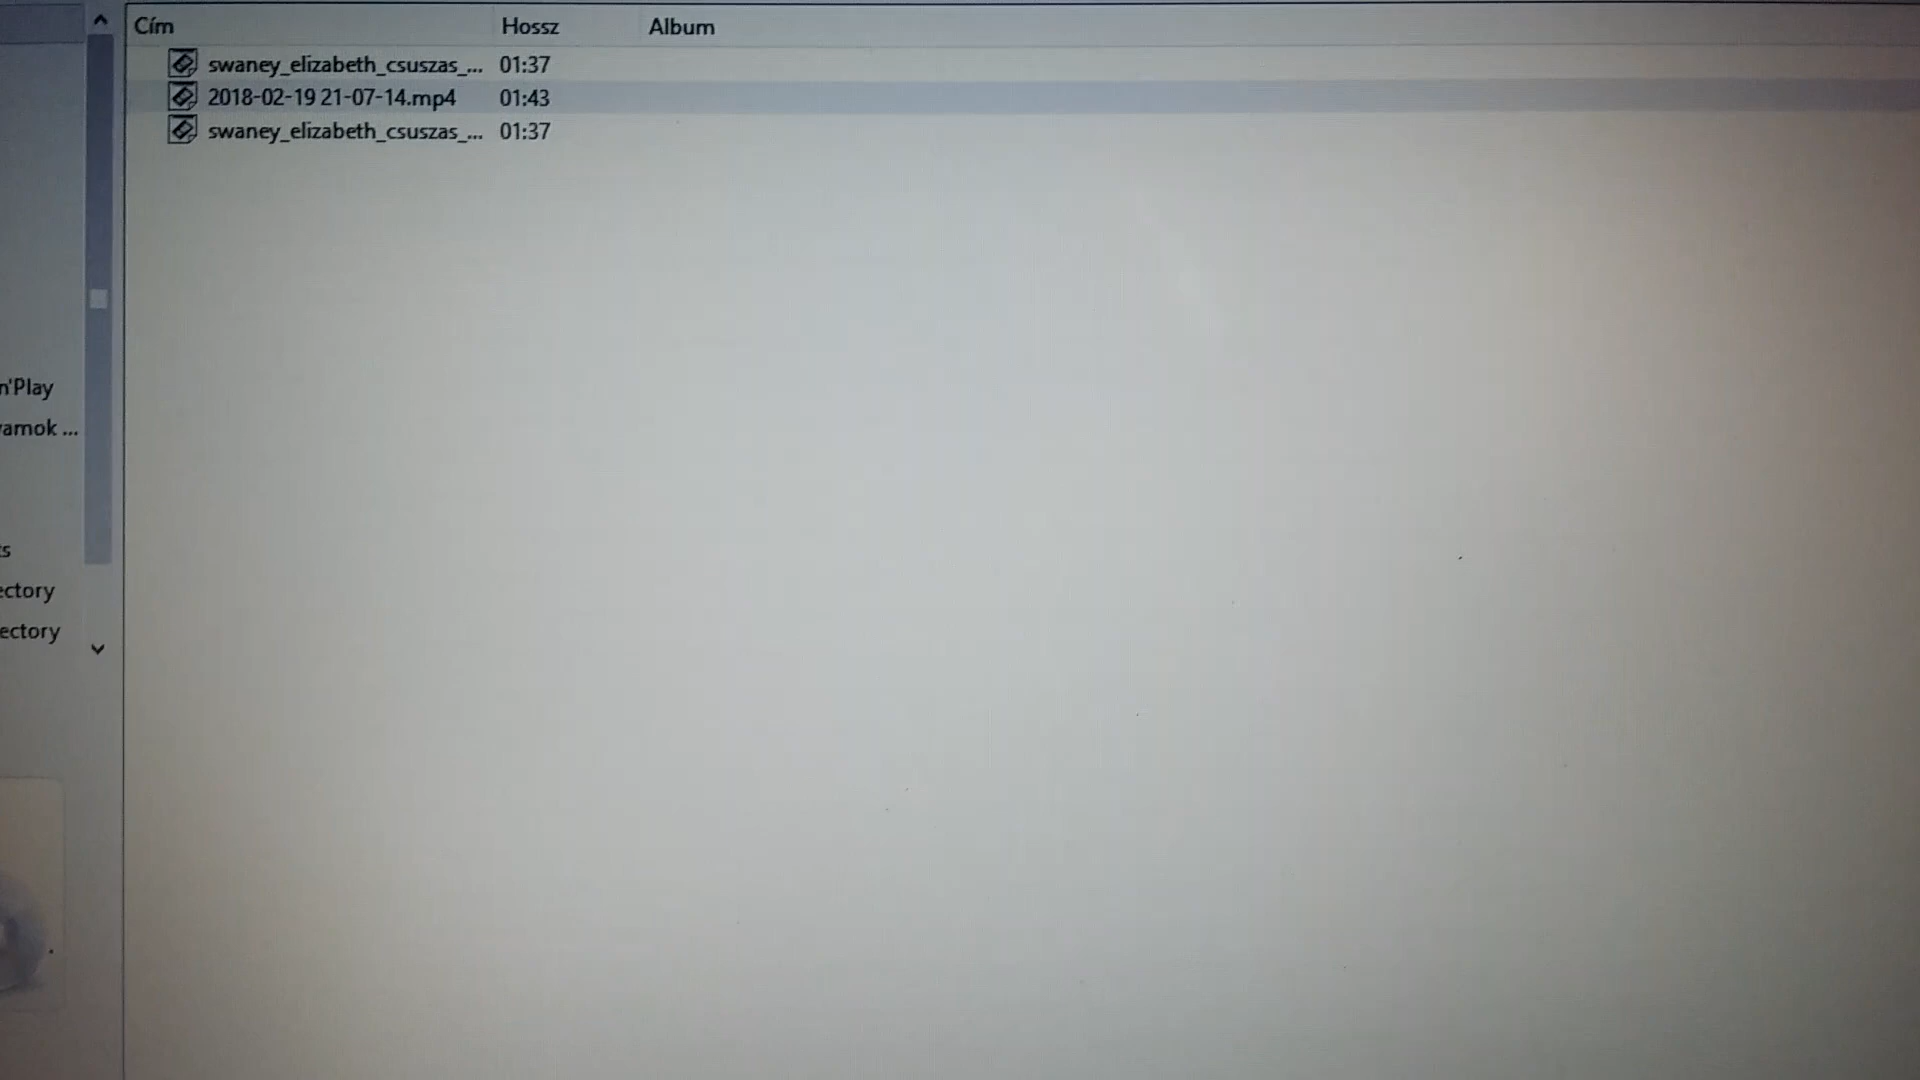 Cím Hossz Album
swaney_elizabeth_csuszas_... 01:37
2018-02-19 21-07-14.mp4 01:43
swaney_elizabeth_csuszas_... 01:37
n'Play
amok ...
s
ectory
ectory